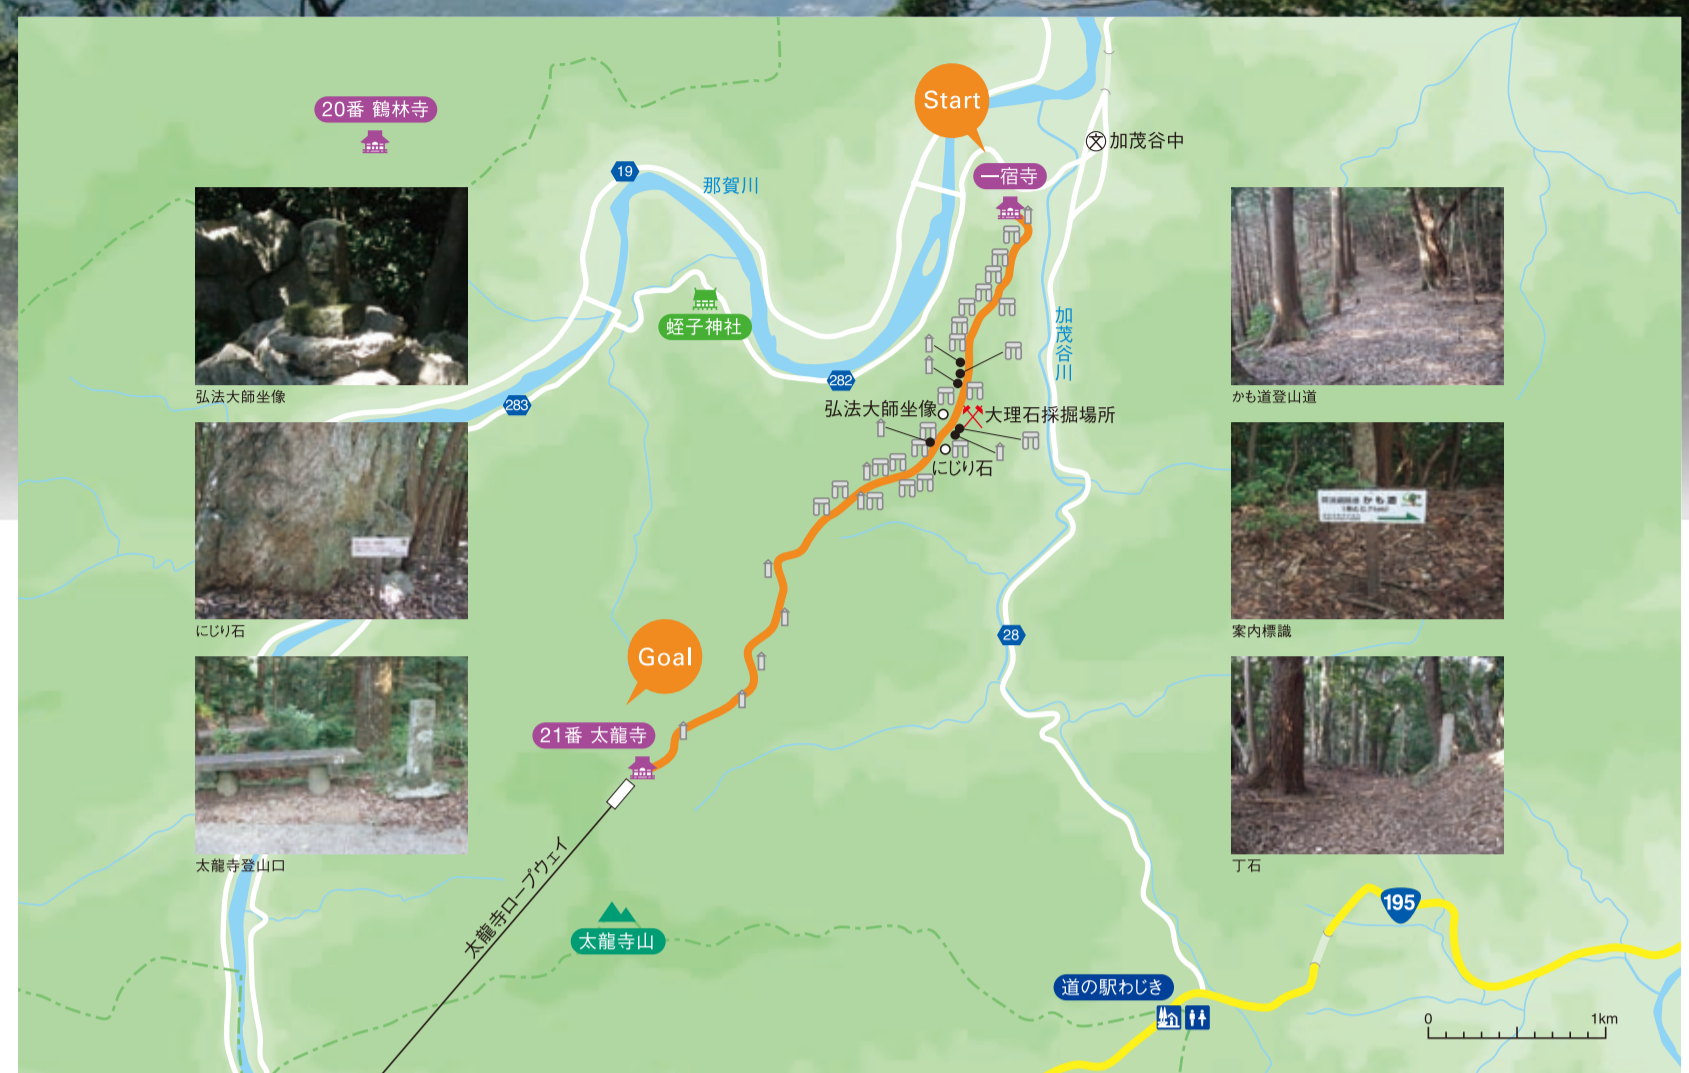 20番 鶴林寺
Start
加茂谷中
19
那賀川
一宿寺
蛭子神社
加茂谷川
弘法大師坐像
かも道登山道
282
283
弘法大師坐像
大理石採掘場所
にじり石
かも道
にじり石
案内標識
28
Goal
21番 太龍寺
太龍寺登山口
太龍寺ロープウェイ
丁石
195
太龍寺山
道の駅わじき
0 1km